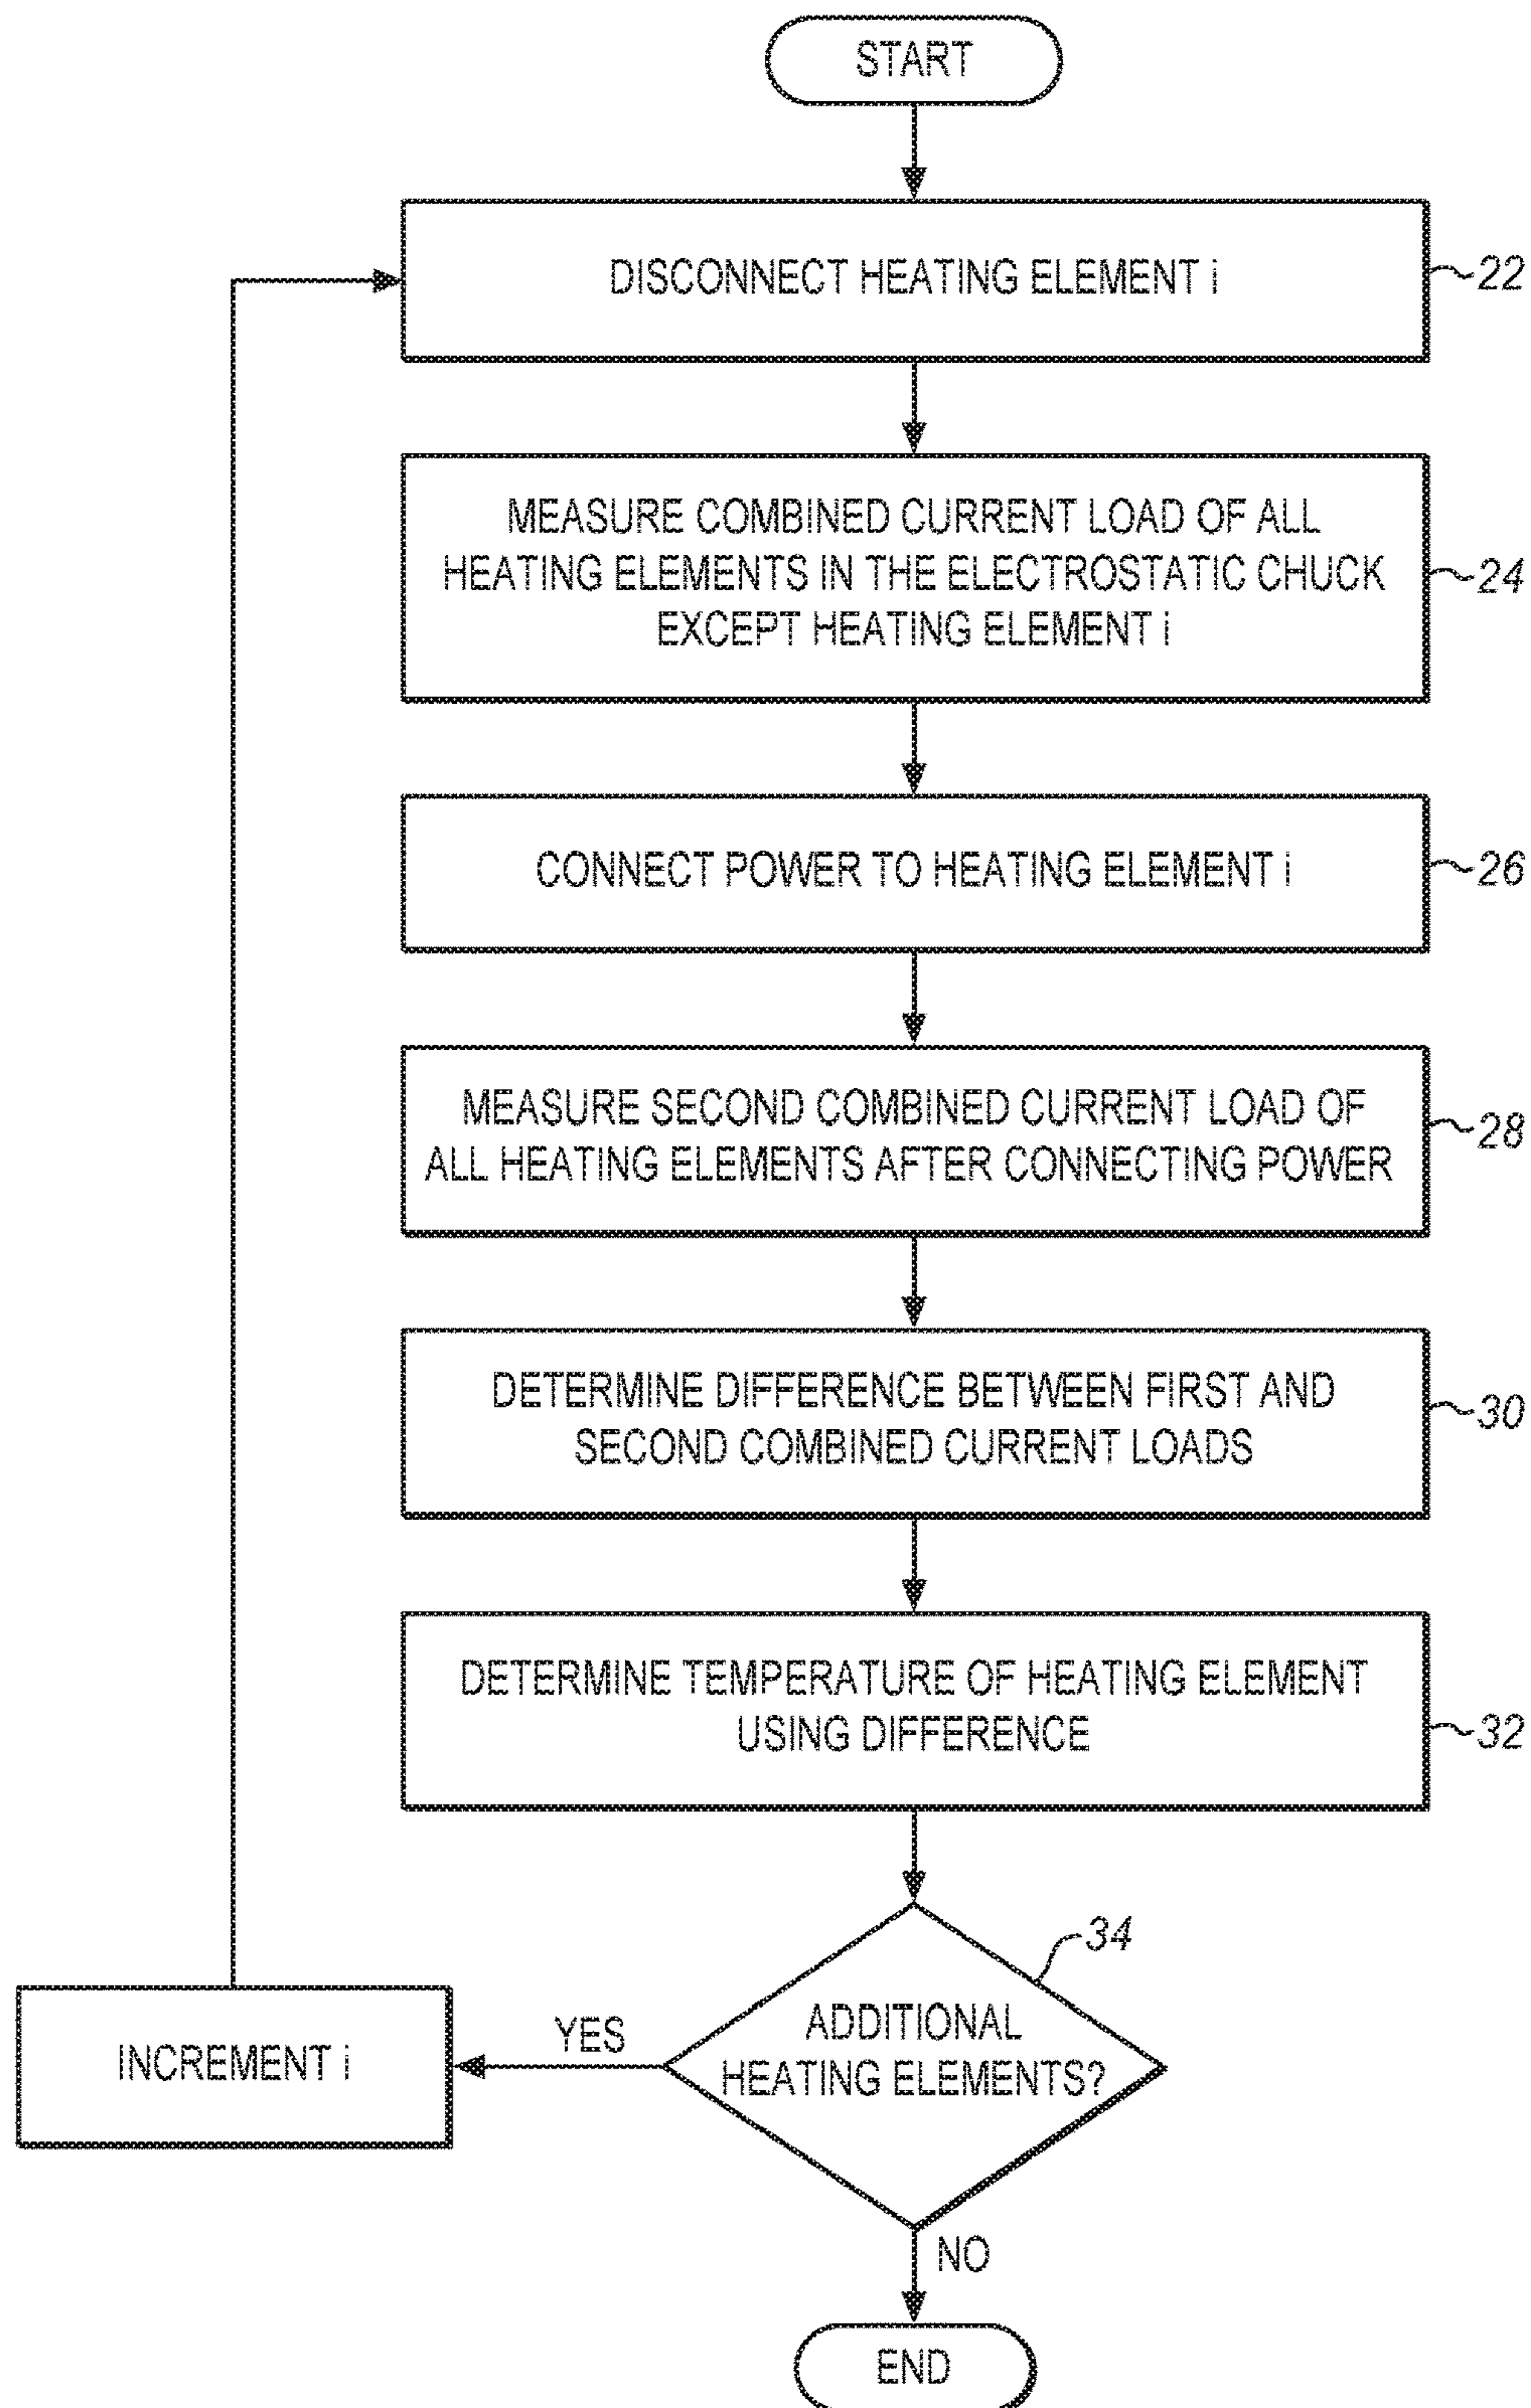 START
DISCONNECT HEATING ELEMENT i
22
MEASURE COMBINED CURRENT LOAD OF ALL
HEATING ELEMENTS IN THE ELECTROSTATIC CHUCK
EXCEPT HEATING ELEMENT i
24
CONNECT POWER TO HEATING ELEMENT i
26
MEASURE SECOND COMBINED CURRENT LOAD OF
ALL HEATING ELEMENTS AFTER CONNECTING POWER
28
DETERMINE DIFFERENCE BETWEEN FIRST AND
SECOND COMBINED CURRENT LOADS
30
DETERMINE TEMPERATURE OF HEATING ELEMENT
USING DIFFERENCE
32
34
ADDITIONAL
HEATING ELEMENTS?
YES
INCREMENT i
NO
END